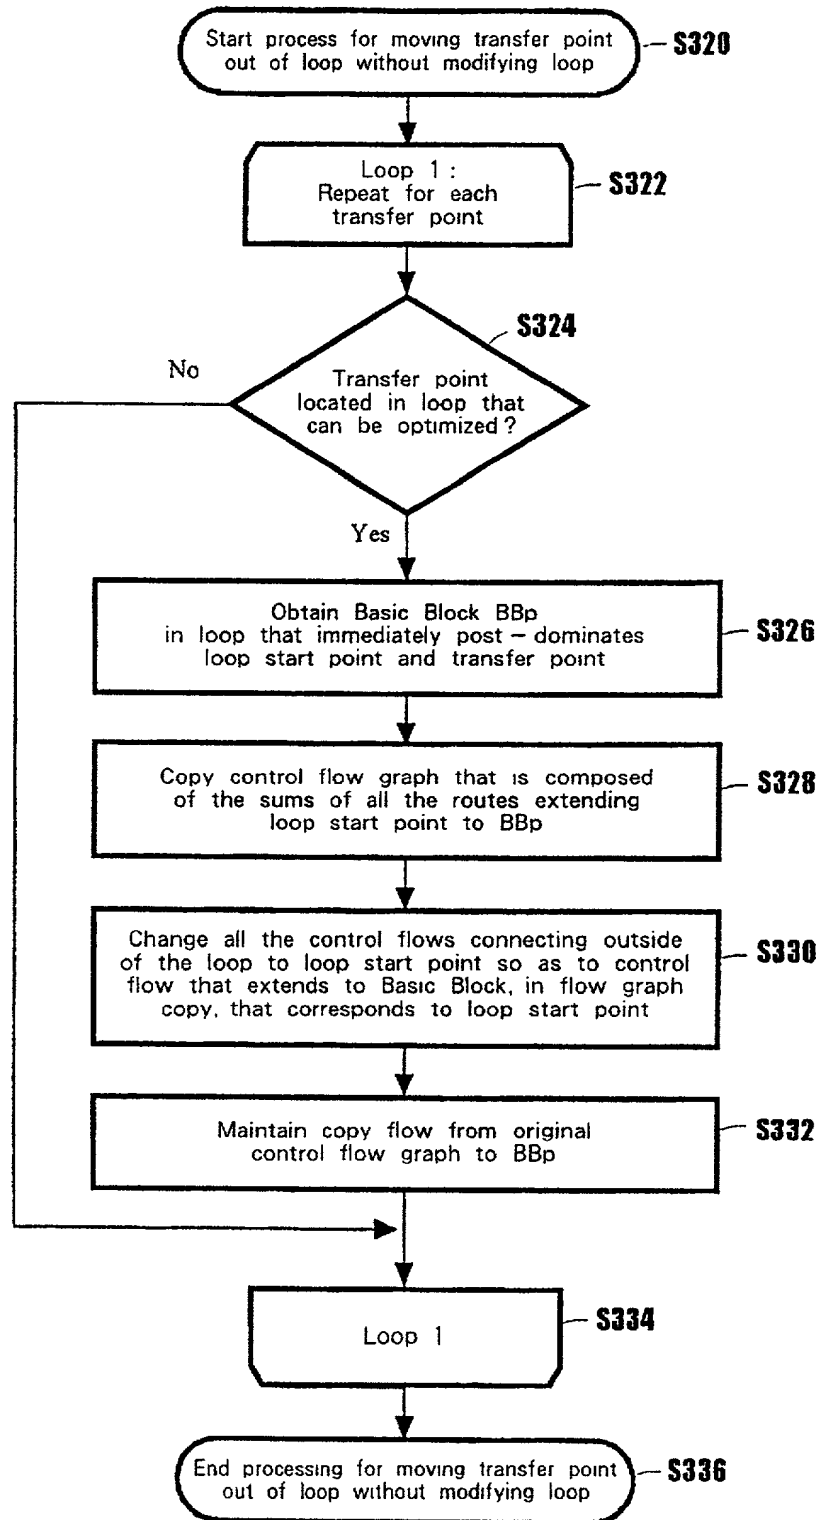 Start process for moving transfer point
out of loop without modifying loop
S320
Loop 1 :
Repeat for each
transfer point
S322
S324
No
Transfer point
located in loop that
can be optimized ?
Yes
Obtain Basic Block BBp
in loop that immediately post – dominates
loop start point and transfer point
S326
Copy control flow graph that is composed
of the sums of all the routes extending
loop start point to BBp
S328
Change all the control flows connecting outside
of the loop to loop start point so as to control
flow that extends to Basic Block, in flow graph
copy, that corresponds to loop start point
S330
Maintain copy flow from original
control flow graph to BBp
S332
Loop 1
S334
End processing for moving transfer point
out of loop without modifying loop
S336